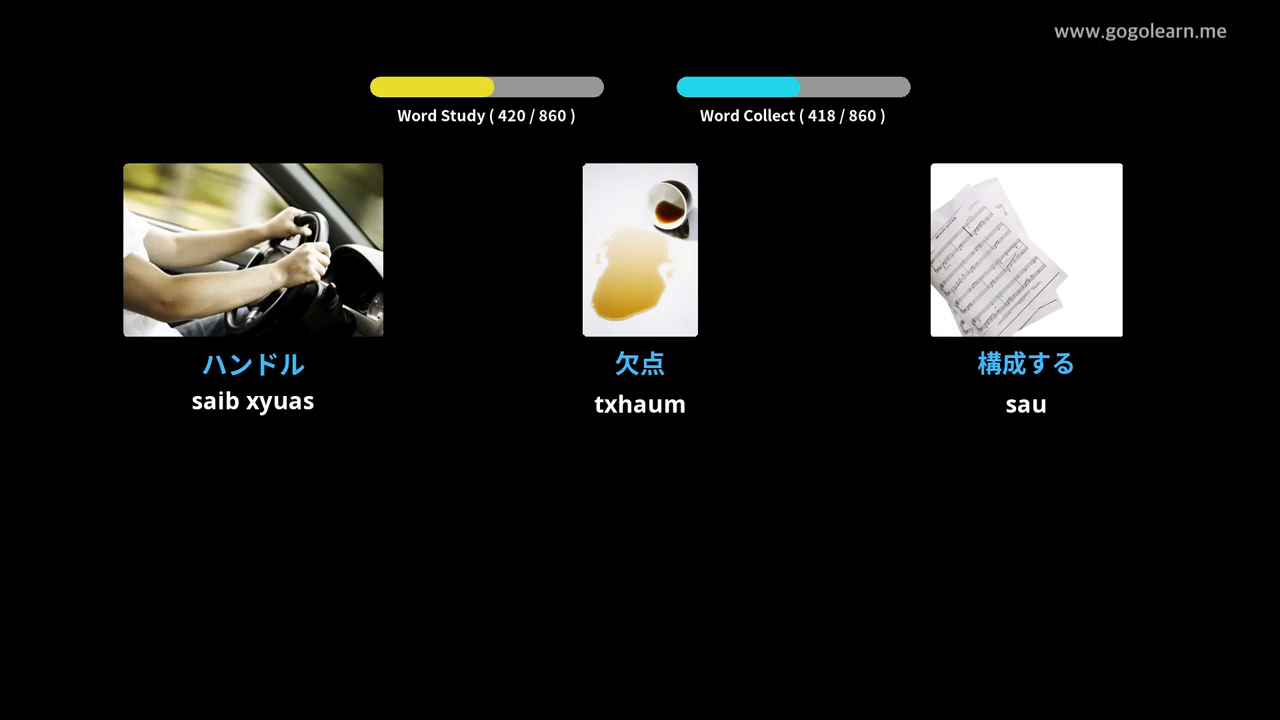 www.gogolearn.me
Word Study ( 420 / 860 )
Word Collect ( 418 / 860 )
ハンドル
saib xyuas
欠点
txhaum
構成する
sau